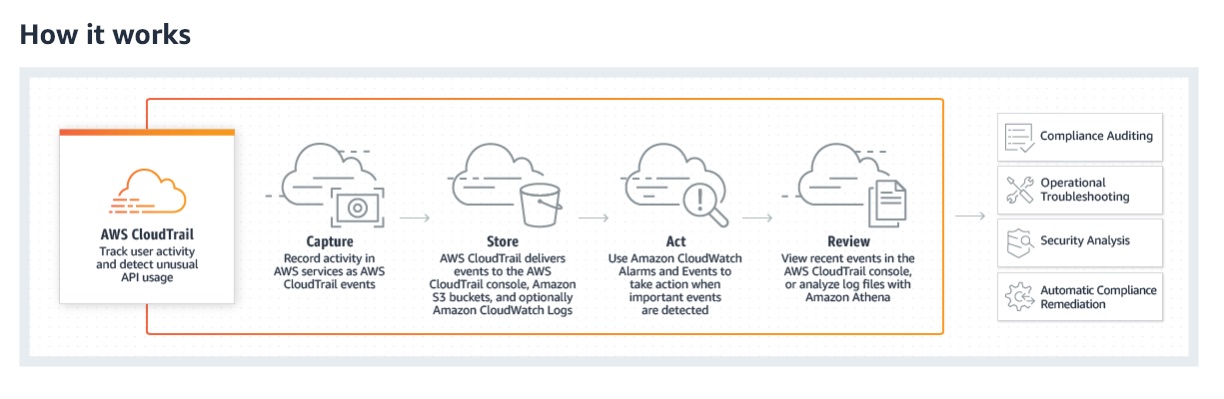 How it works
AWS CloudTrail
Track user activity
and detect unusual
API usage
Capture
Record activity in
AWS services as AWS
CloudTrail events
Store
AWS CloudTrail delivers
events to the AWS
CloudTrail console, Amazon
S3 buckets, and optionally
Amazon CloudWatch Logs
Act
Use Amazon CloudWatch
Alarms and Events to
take action when
important events
are detected
Review
View recent events in the
AWS CloudTrail console,
or analyze log files with
Amazon Athena
Compliance Auditing
Operational
Troubleshooting
Security Analysis
Automatic Compliance
Remediation